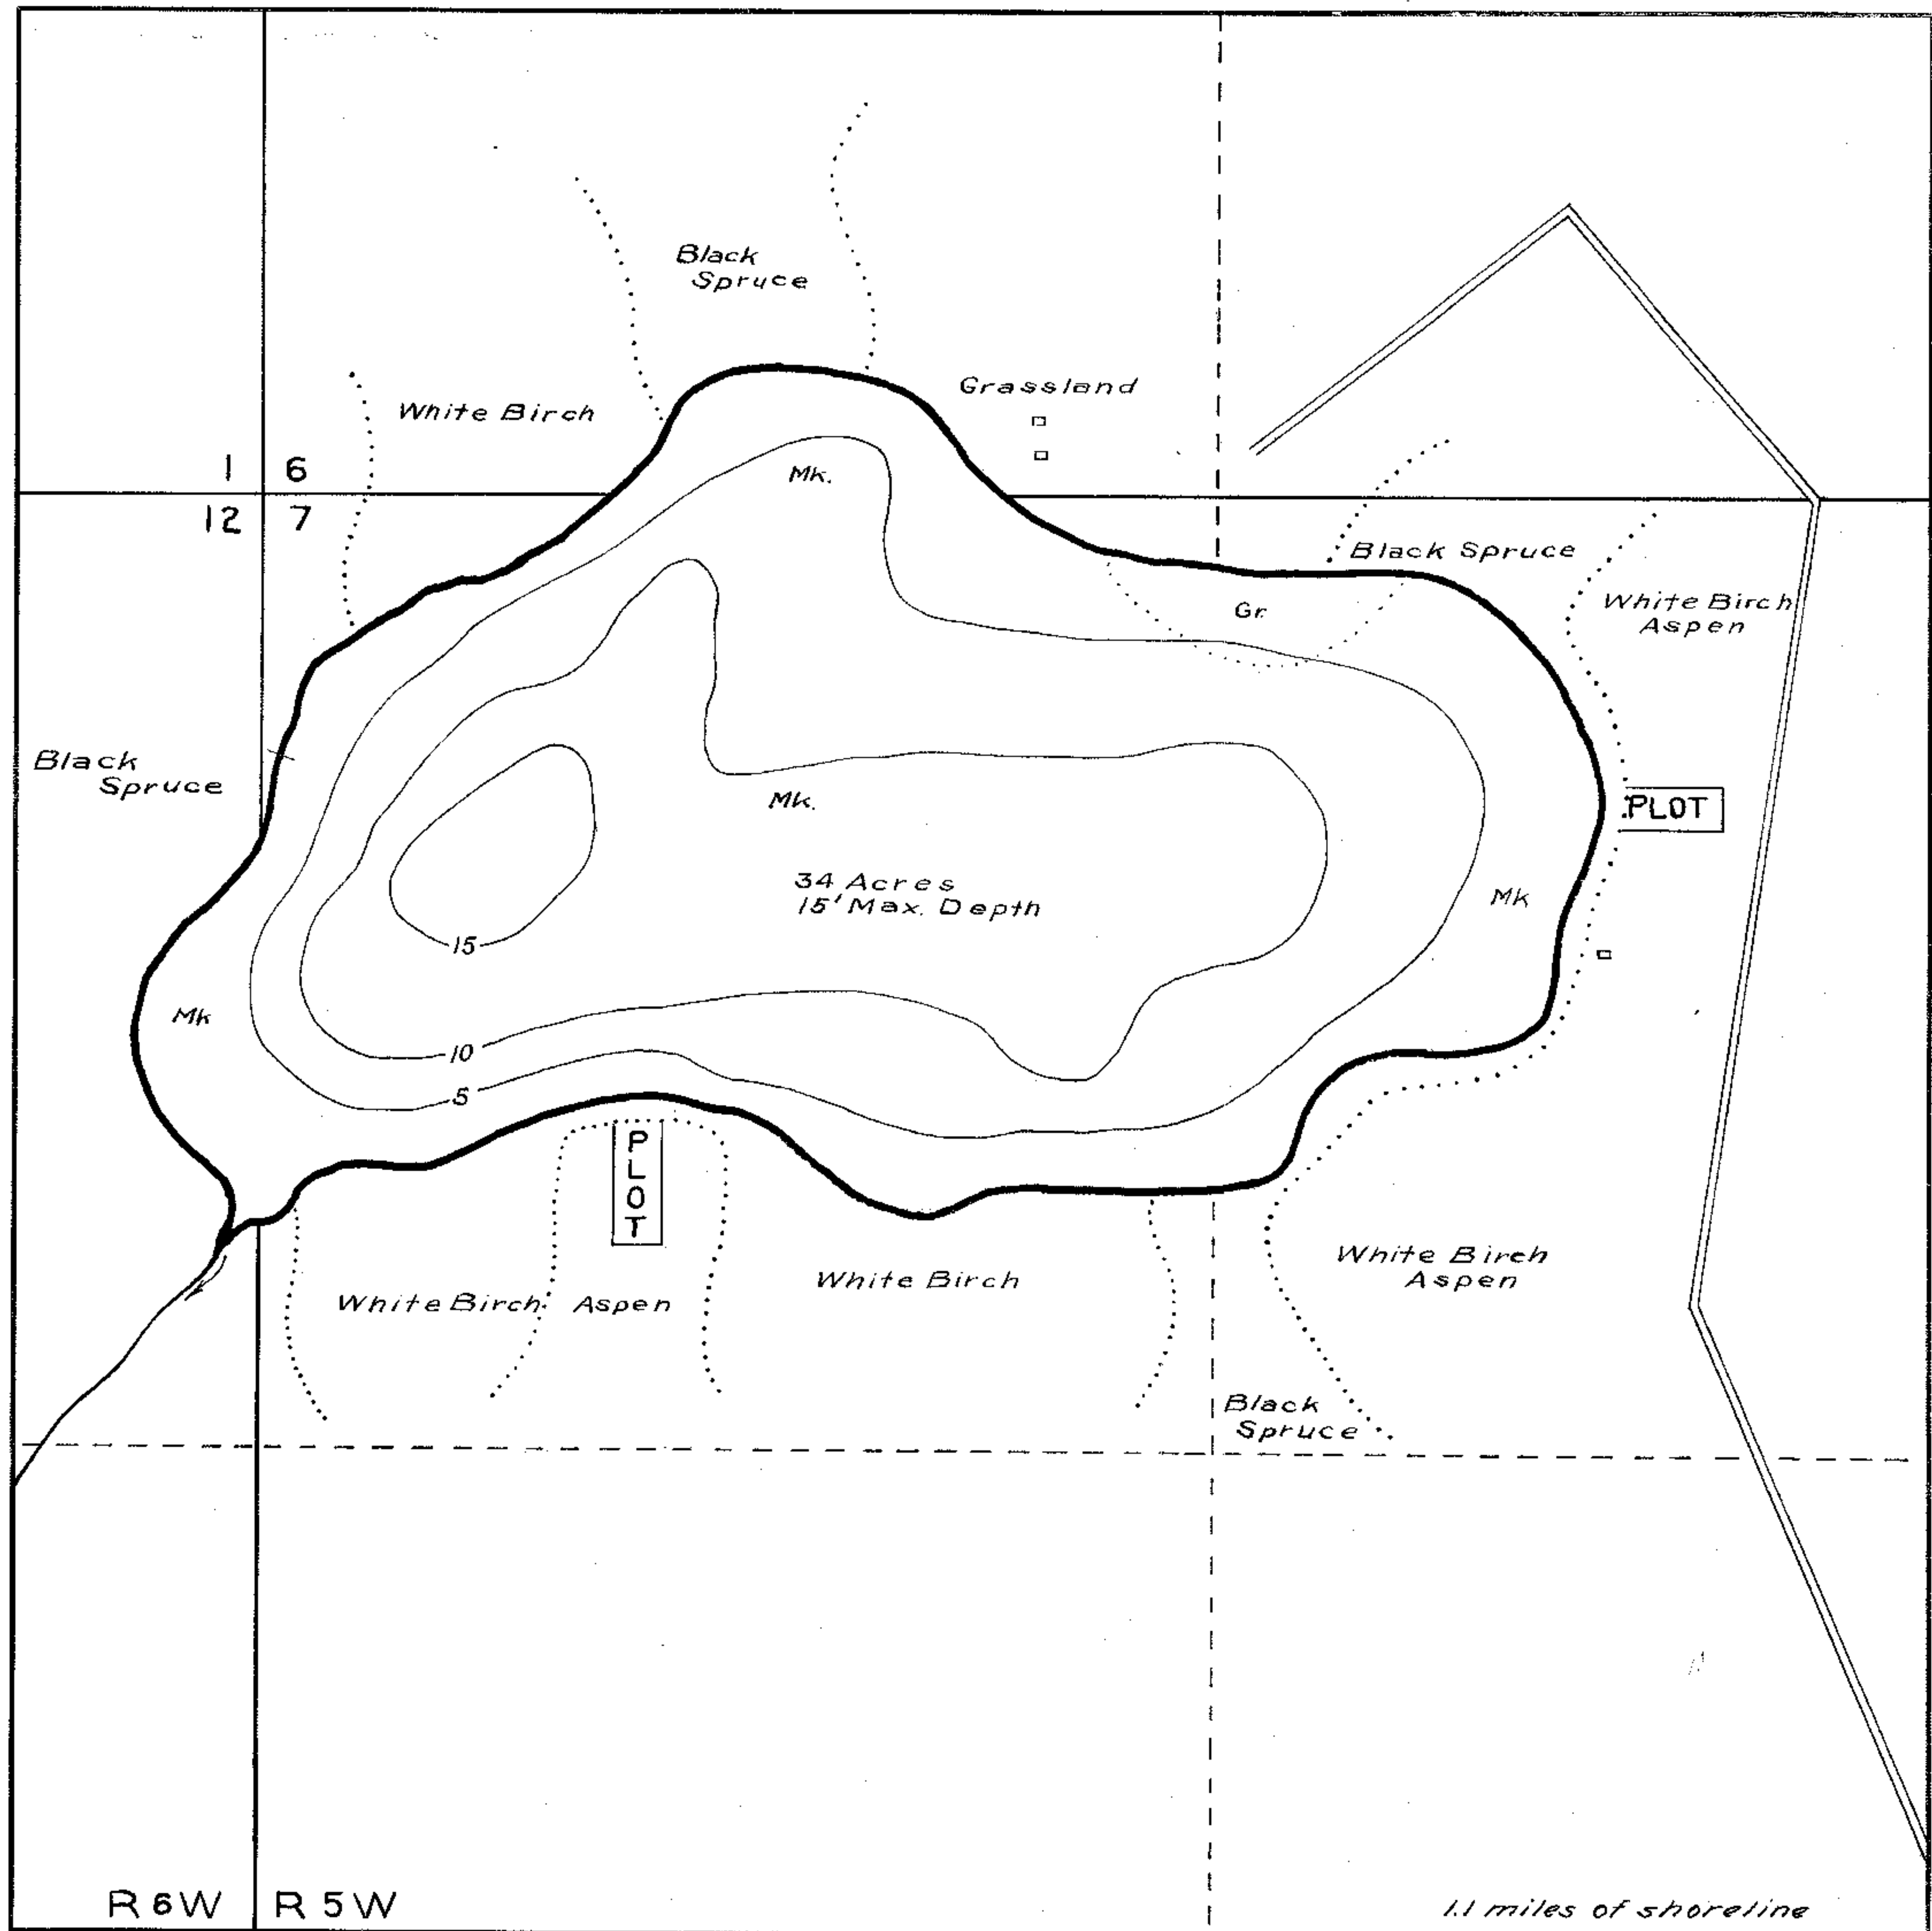 Black
Spruce
Grassland
White Birch
1 6
12 7
Mk.
Black Spruce
Gr.
White Birch
Aspen
Black
Spruce
Mk.
PLOT
34 Acres
15' Max. Depth
Mk
15
Mk
10
5
PLOT
White Birch
Aspen
White Birch
White Birch
Aspen
Black
Spruce
R 6W R 5W
1.1 miles of shoreline